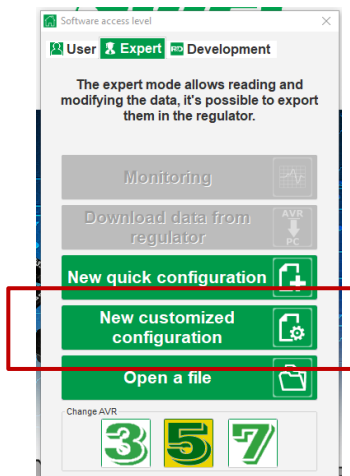 Software access level
User Expert RD Development
The expert mode allows reading and
modifying the data, it's possible to export
them in the regulator.
Monitoring
Download data from
regulator
AVR
PC
New quick configuration
New customized
configuration
Open a file
Change AVR
3 5 7